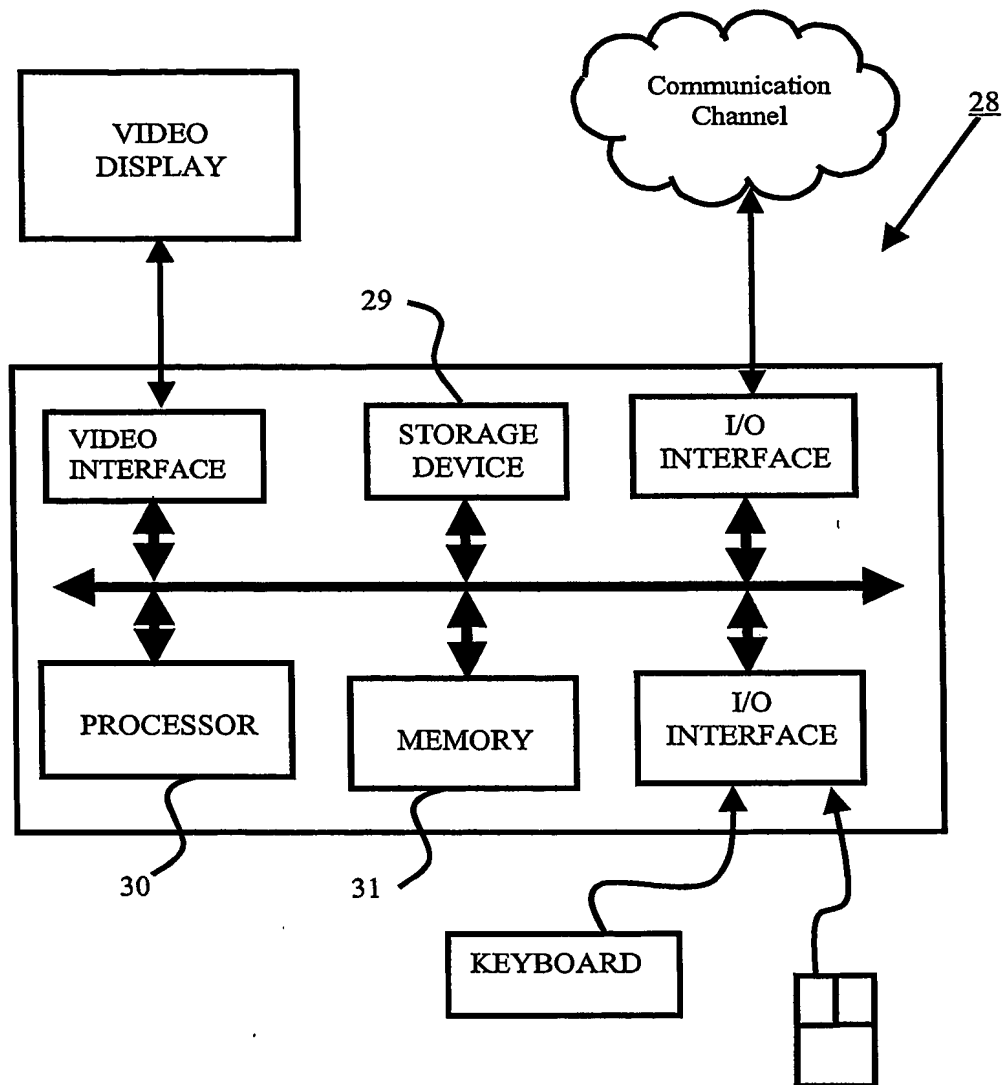 VIDEO
DISPLAY
Communication
Channel
28
29
VIDEO
INTERFACE
STORAGE
DEVICE
I/O
INTERFACE
PROCESSOR
MEMORY
I/O
INTERFACE
30
31
KEYBOARD